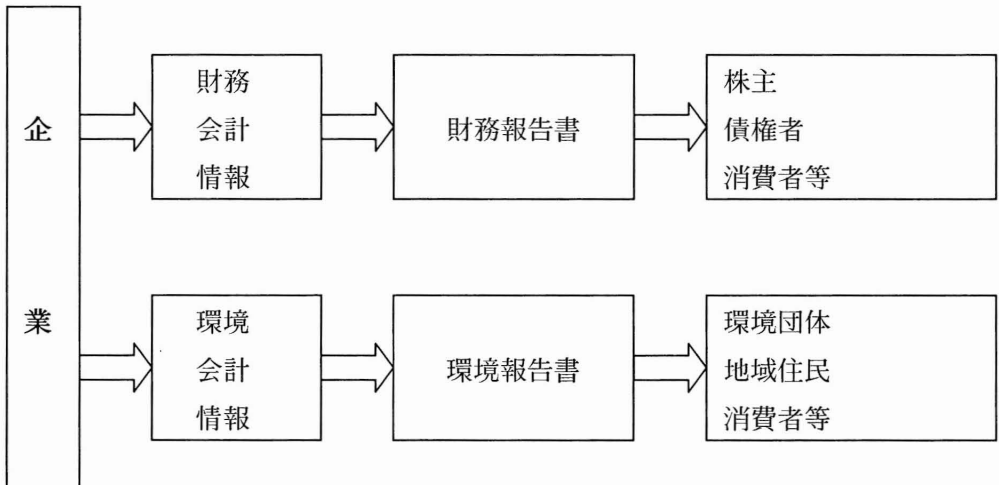 企業
財務
会計
情報
財務報告書
株主
債権者
消費者等
環境
会計
情報
環境報告書
環境団体
地域住民
消費者等